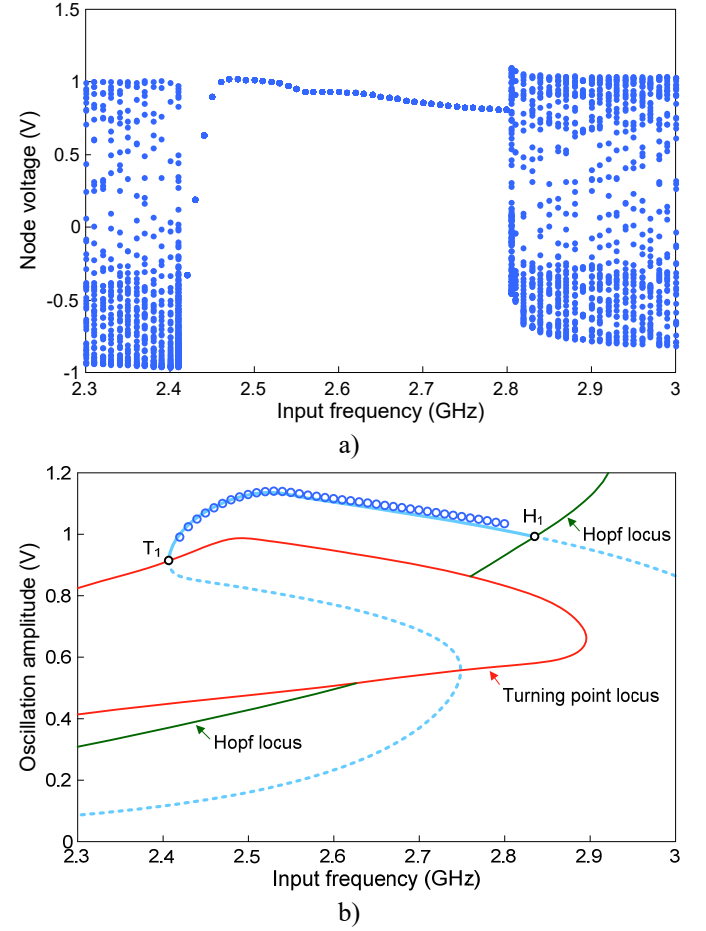 1.5
1
0.5
0
-0.5
-1
Node voltage (V)
2.3 2.4 2.5 2.6 2.7 2.8 2.9 3
Input frequency (GHz)
a)
1.2
1
0.8
0.6
0.4
0.2
0
Oscillation amplitude (V)
T1
H1
Hopf locus
Turning point locus
Hopf locus
2.3 2.4 2.5 2.6 2.7 2.8 2.9 3
Input frequency (GHz)
b)